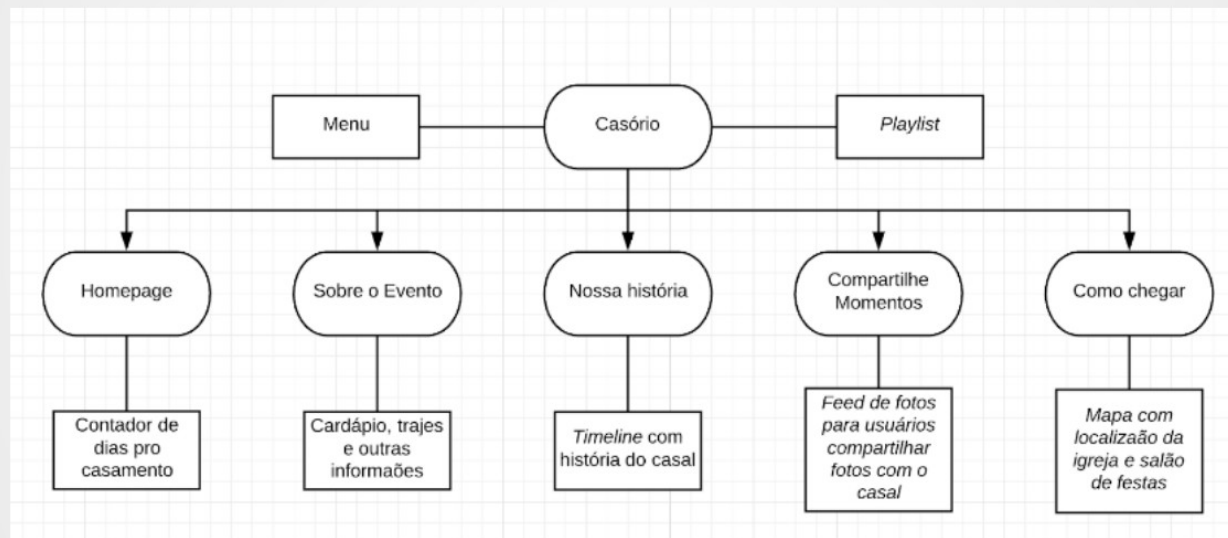 Menu
Casório
Playlist
Homepage
Sobre o Evento
Nossa história
Compartilhe
Momentos
Como chegar
Contador de
dias pro
casamento
Cardápio, trajes
e outras
informaões
Timeline com
história do casal
Feed de fotos
para usuários
compartilhar
fotos com o
casal
Mapa com
localizaão da
igreja e salão
de festas